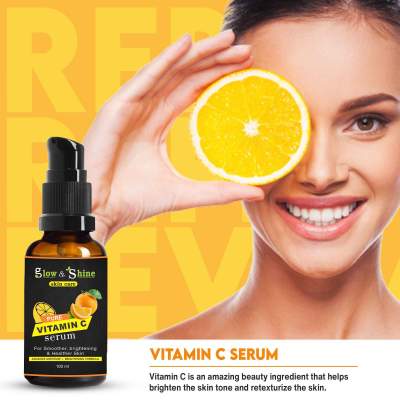 glow & Shine
skin care
PURE
VITAMIN C
serum
For Smoother, Brightening
& Healthier Skin
100 ml
VITAMIN C SERUM
Vitamin C is an amazing beauty ingredient that helps
brighten the skin tone and retexturize the skin.